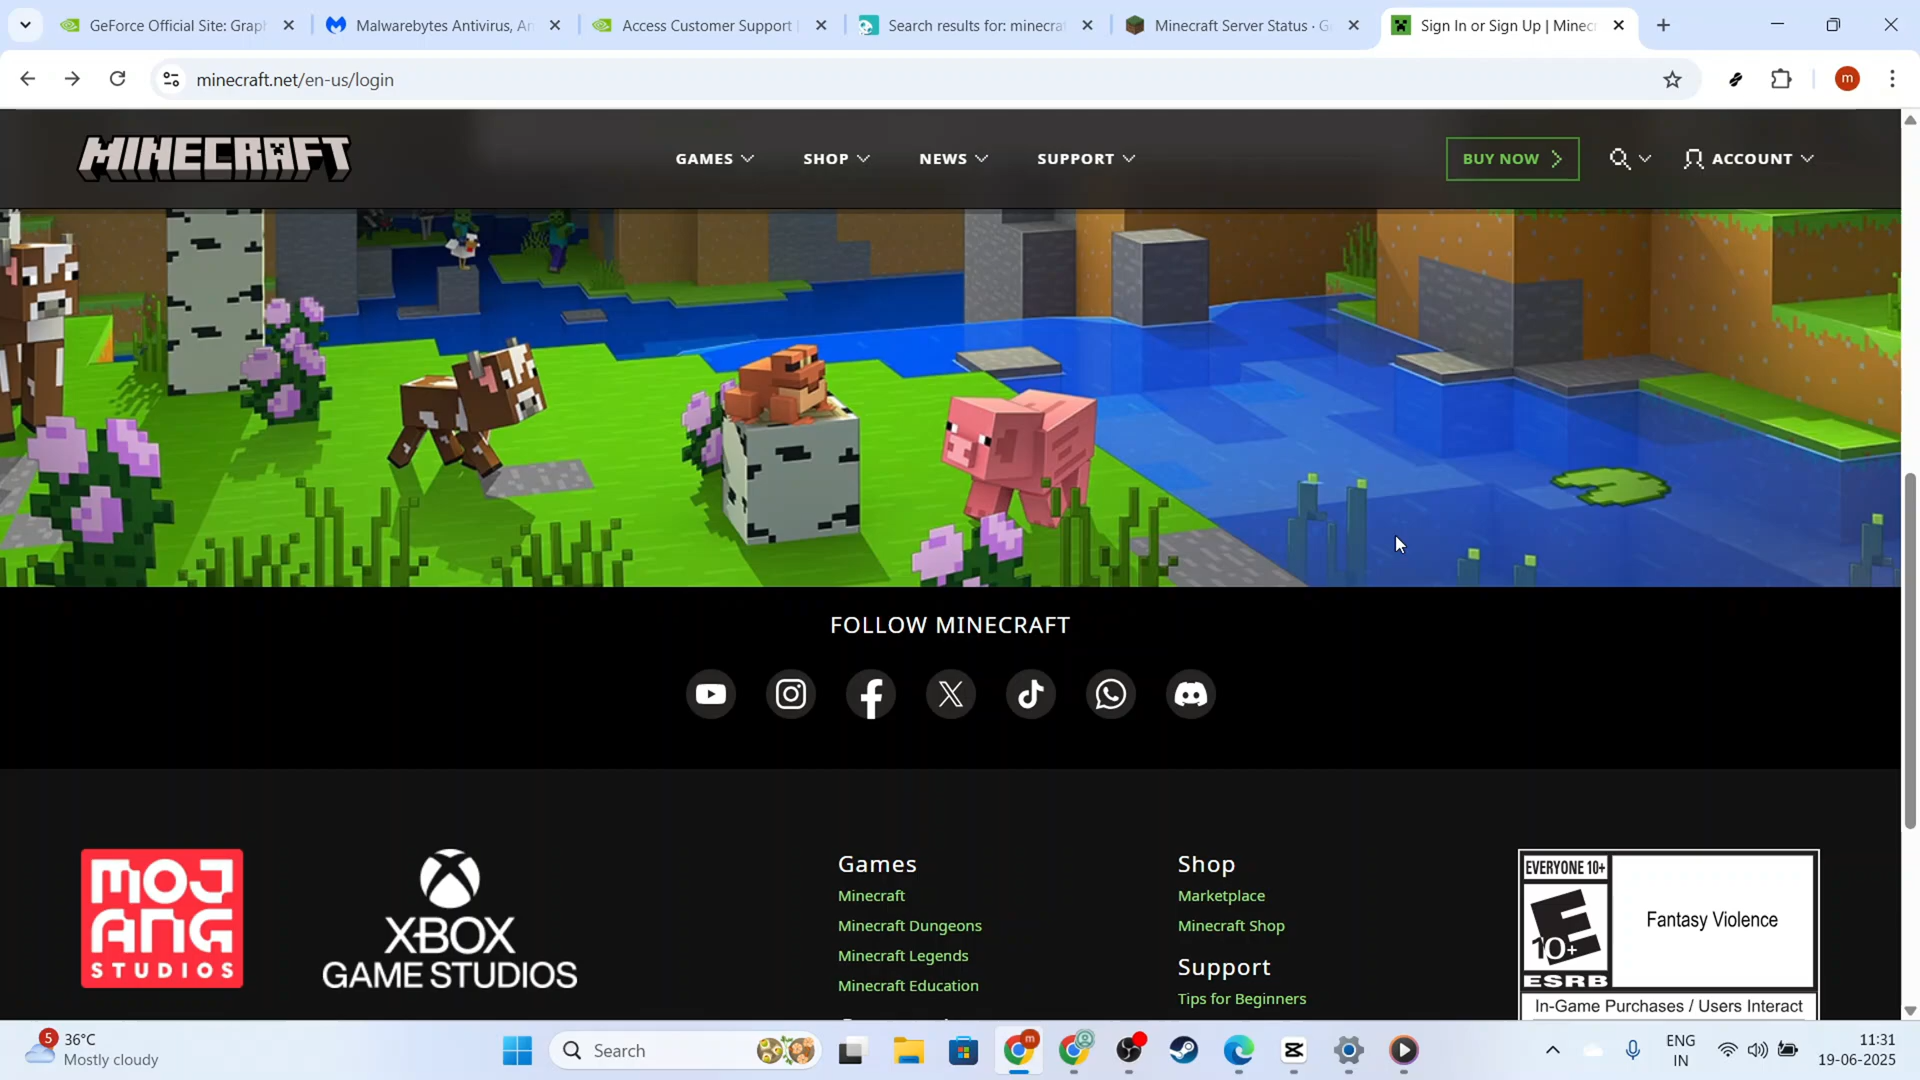 GeForce Official Site: Grap
Malwarebytes Antivirus, An
Access Customer Support
Search results for: minecra
Minecraft Server Status · G
Sign In or Sign Up | Minec
minecraft.net/en-us/login
m
MINECRAFT
GAMES
SHOP
NEWS
SUPPORT
BUY NOW
ACCOUNT
FOLLOW MINECRAFT
MOJANG
STUDIOS
XBOX
GAME STUDIOS
Games
Minecraft
Minecraft Dungeons
Minecraft Legends
Minecraft Education
Shop
Marketplace
Minecraft Shop
Support
Tips for Beginners
EVERYONE 10+
E
10+
ESRB
Fantasy Violence
In-Game Purchases / Users Interact
5
36°C
Mostly cloudy
Search
m
ENG
IN
11:31
19-06-2025